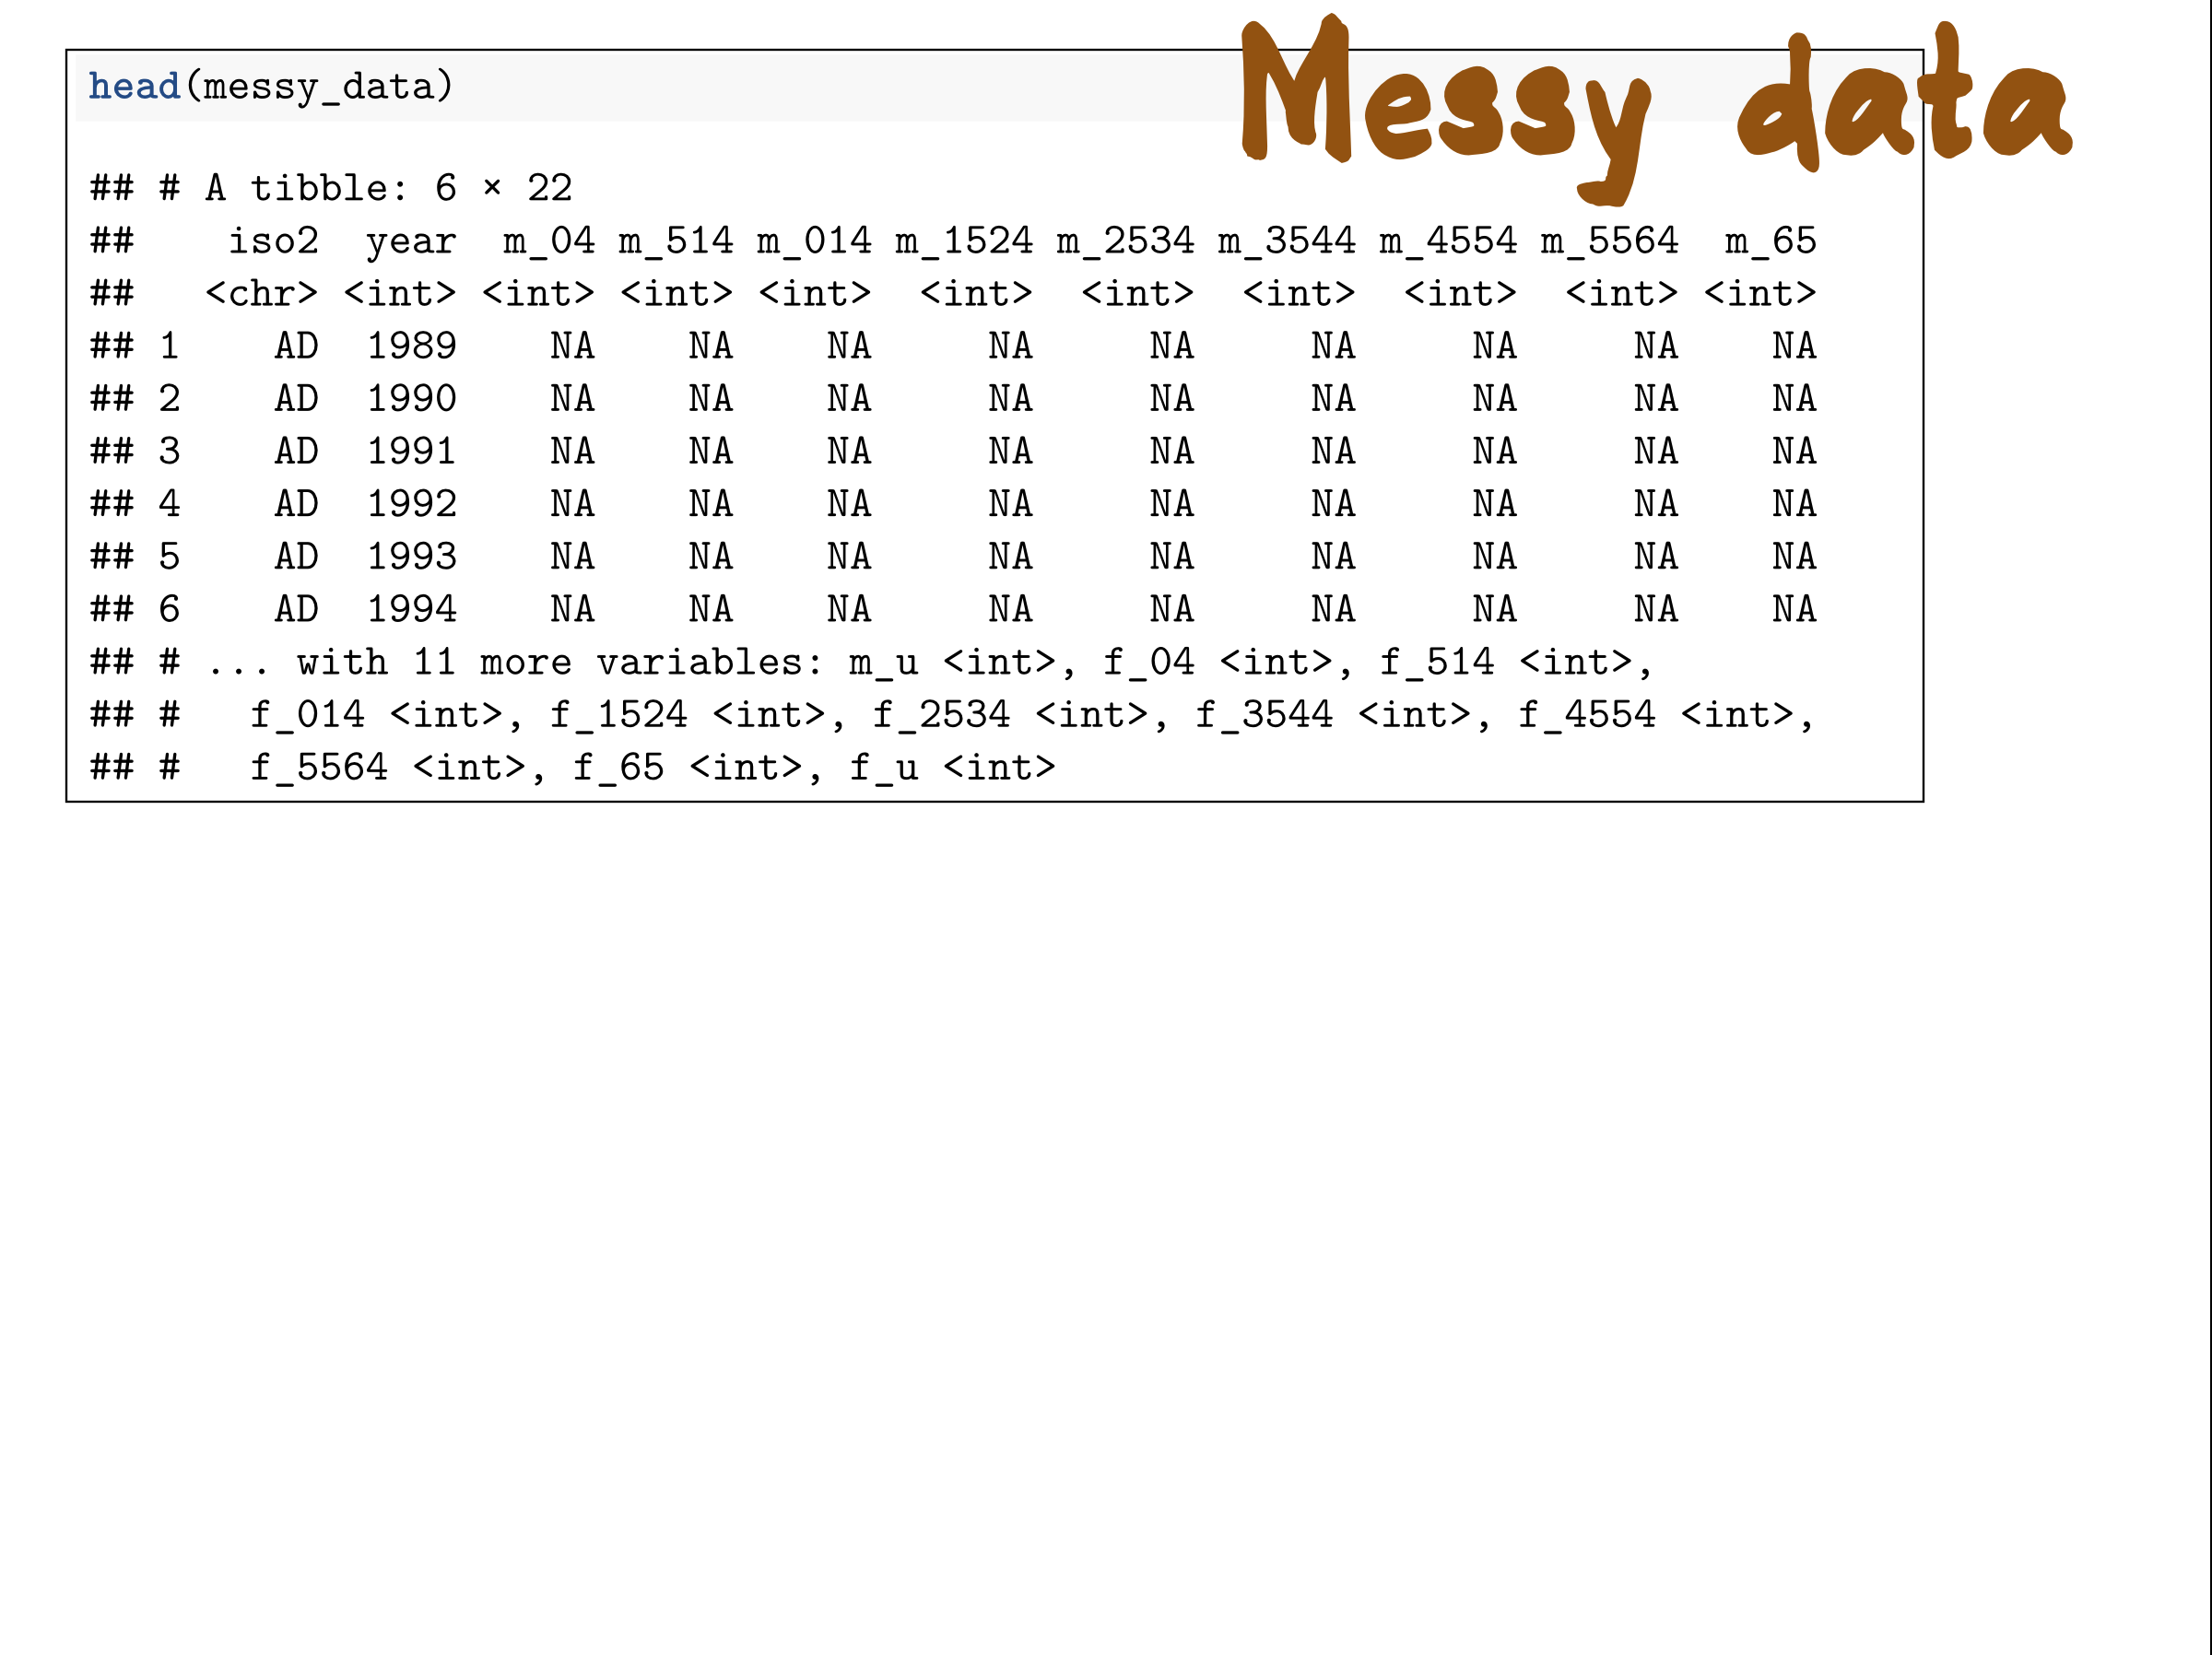 Messy data
head(messy_data)
## # A tibble: 6 × 22
##    iso2  year  m_04 m_514 m_014 m_1524 m_2534 m_3544 m_4554 m_5564  m_65
##   <chr> <int> <int> <int> <int>  <int>  <int>  <int>  <int>  <int> <int>
## 1    AD  1989    NA    NA    NA     NA     NA     NA     NA     NA    NA
## 2    AD  1990    NA    NA    NA     NA     NA     NA     NA     NA    NA
## 3    AD  1991    NA    NA    NA     NA     NA     NA     NA     NA    NA
## 4    AD  1992    NA    NA    NA     NA     NA     NA     NA     NA    NA
## 5    AD  1993    NA    NA    NA     NA     NA     NA     NA     NA    NA
## 6    AD  1994    NA    NA    NA     NA     NA     NA     NA     NA    NA
## # ... with 11 more variables: m_u <int>, f_04 <int>, f_514 <int>,
## #   f_014 <int>, f_1524 <int>, f_2534 <int>, f_3544 <int>, f_4554 <int>,
## #   f_5564 <int>, f_65 <int>, f_u <int>